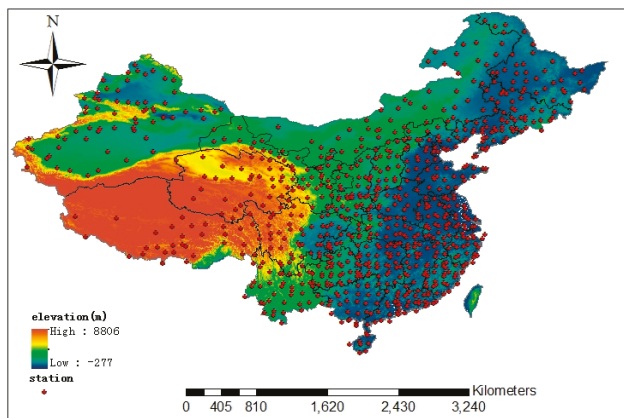 N
elevation(m)
High : 8806
Low : -277
station
Kilometers
0 405 810 1,620 2,430 3,240